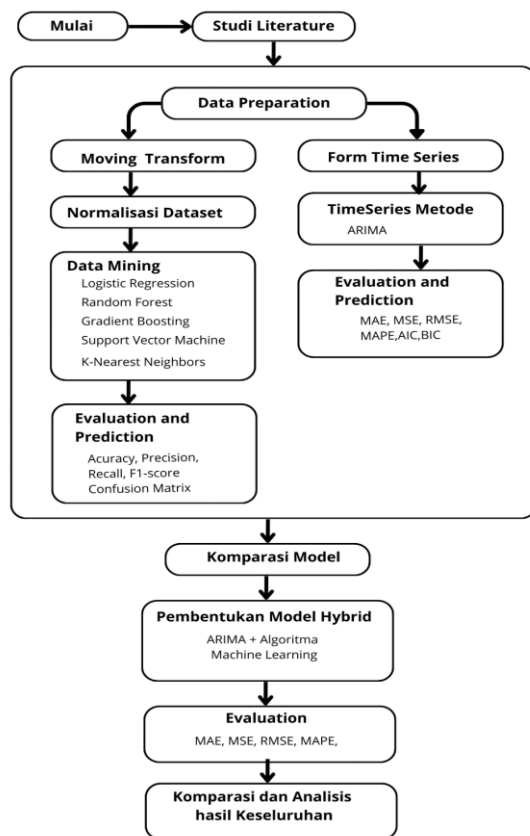 Mulai
Studi Literature
Data Preparation
Moving Transform
Normalisasi Dataset
Data Mining
Logistic Regression
Random Forest
Gradient Boosting
Support Vector Machine
K-Nearest Neighbors
Evaluation and
Prediction
Acuracy, Precision,
Recall, F1-score
Confusion Matrix
Form Time Series
TimeSeries Metode
ARIMA
Evaluation and
Prediction
MAE, MSE, RMSE,
MAPE,AIC,BIC
Komparasi Model
Pembentukan Model Hybrid
ARIMA + Algoritma
Machine Learning
Evaluation
MAE, MSE, RMSE, MAPE,
Komparasi dan Analisis
hasil Keseluruhan